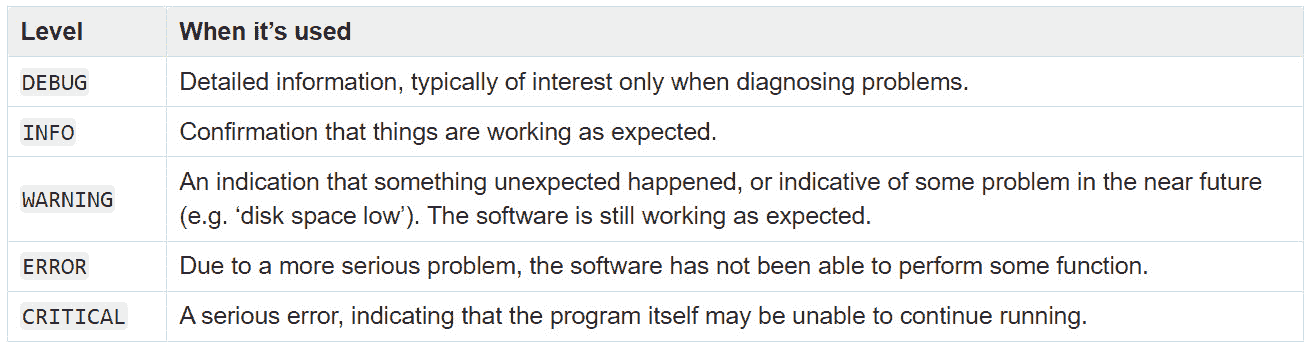 Level When it’s used
DEBUG Detailed information, typically of interest only when diagnosing problems.
INFO Confirmation that things are working as expected.
WARNING An indication that something unexpected happened, or indicative of some problem in the near future
(e.g. ‘disk space low’). The software is still working as expected.
ERROR Due to a more serious problem, the software has not been able to perform some function.
CRITICAL A serious error, indicating that the program itself may be unable to continue running.